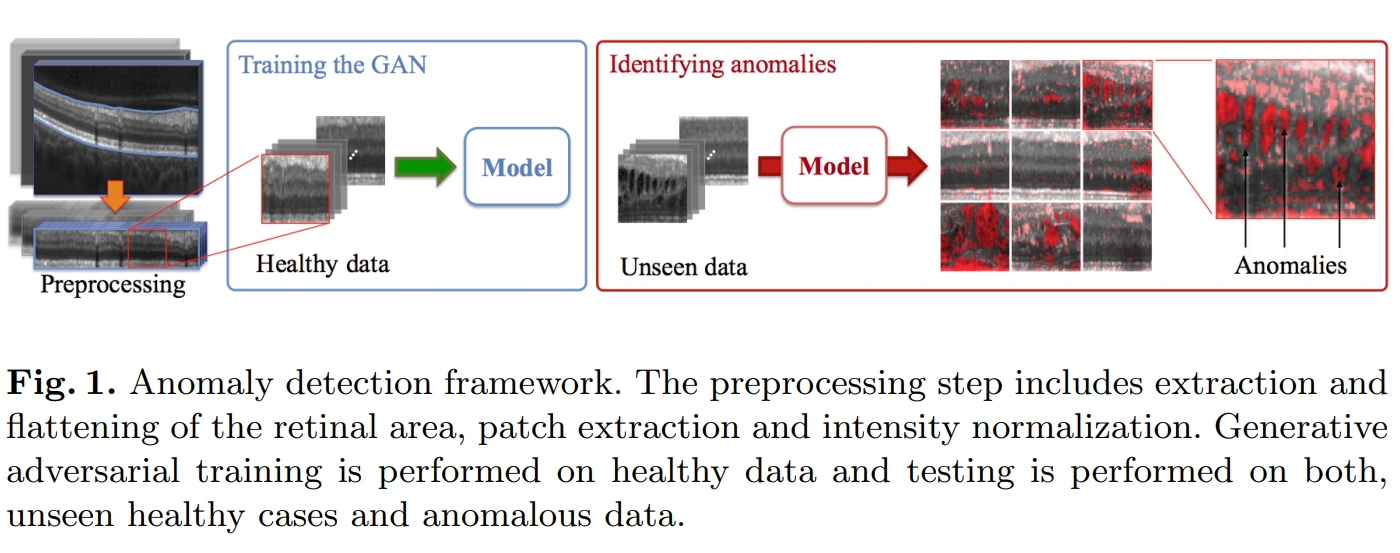 Training the GAN
Identifying anomalies
Model
Model
Healthy data
Unseen data
Anomalies
Preprocessing
Fig. 1. Anomaly detection framework. The preprocessing step includes extraction and
flattening of the retinal area, patch extraction and intensity normalization. Generative
adversarial training is performed on healthy data and testing is performed on both,
unseen healthy cases and anomalous data.